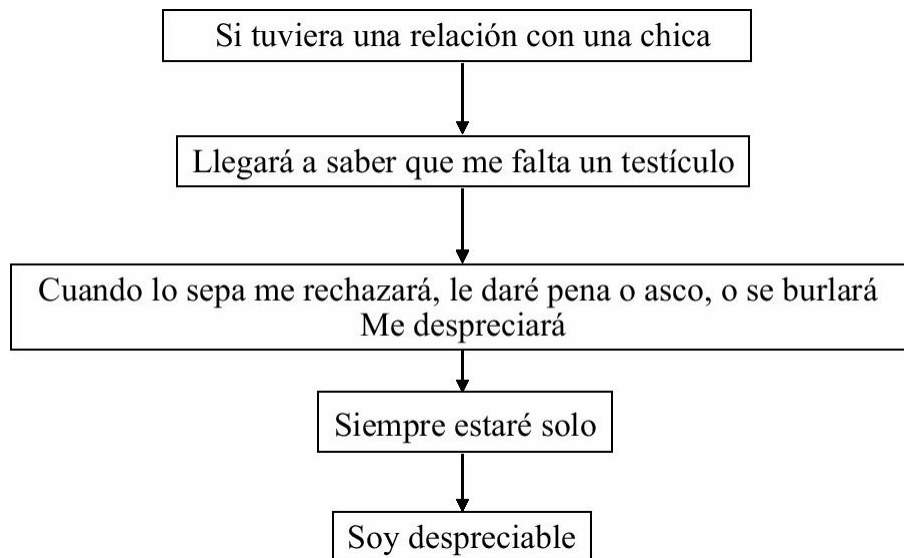 Si tuviera una relación con una chica
Llegará a saber que me falta un testículo
Cuando lo sepa me rechazará, le daré pena o asco, o se burlará
Me despreciará
Siempre estaré solo
Soy despreciable